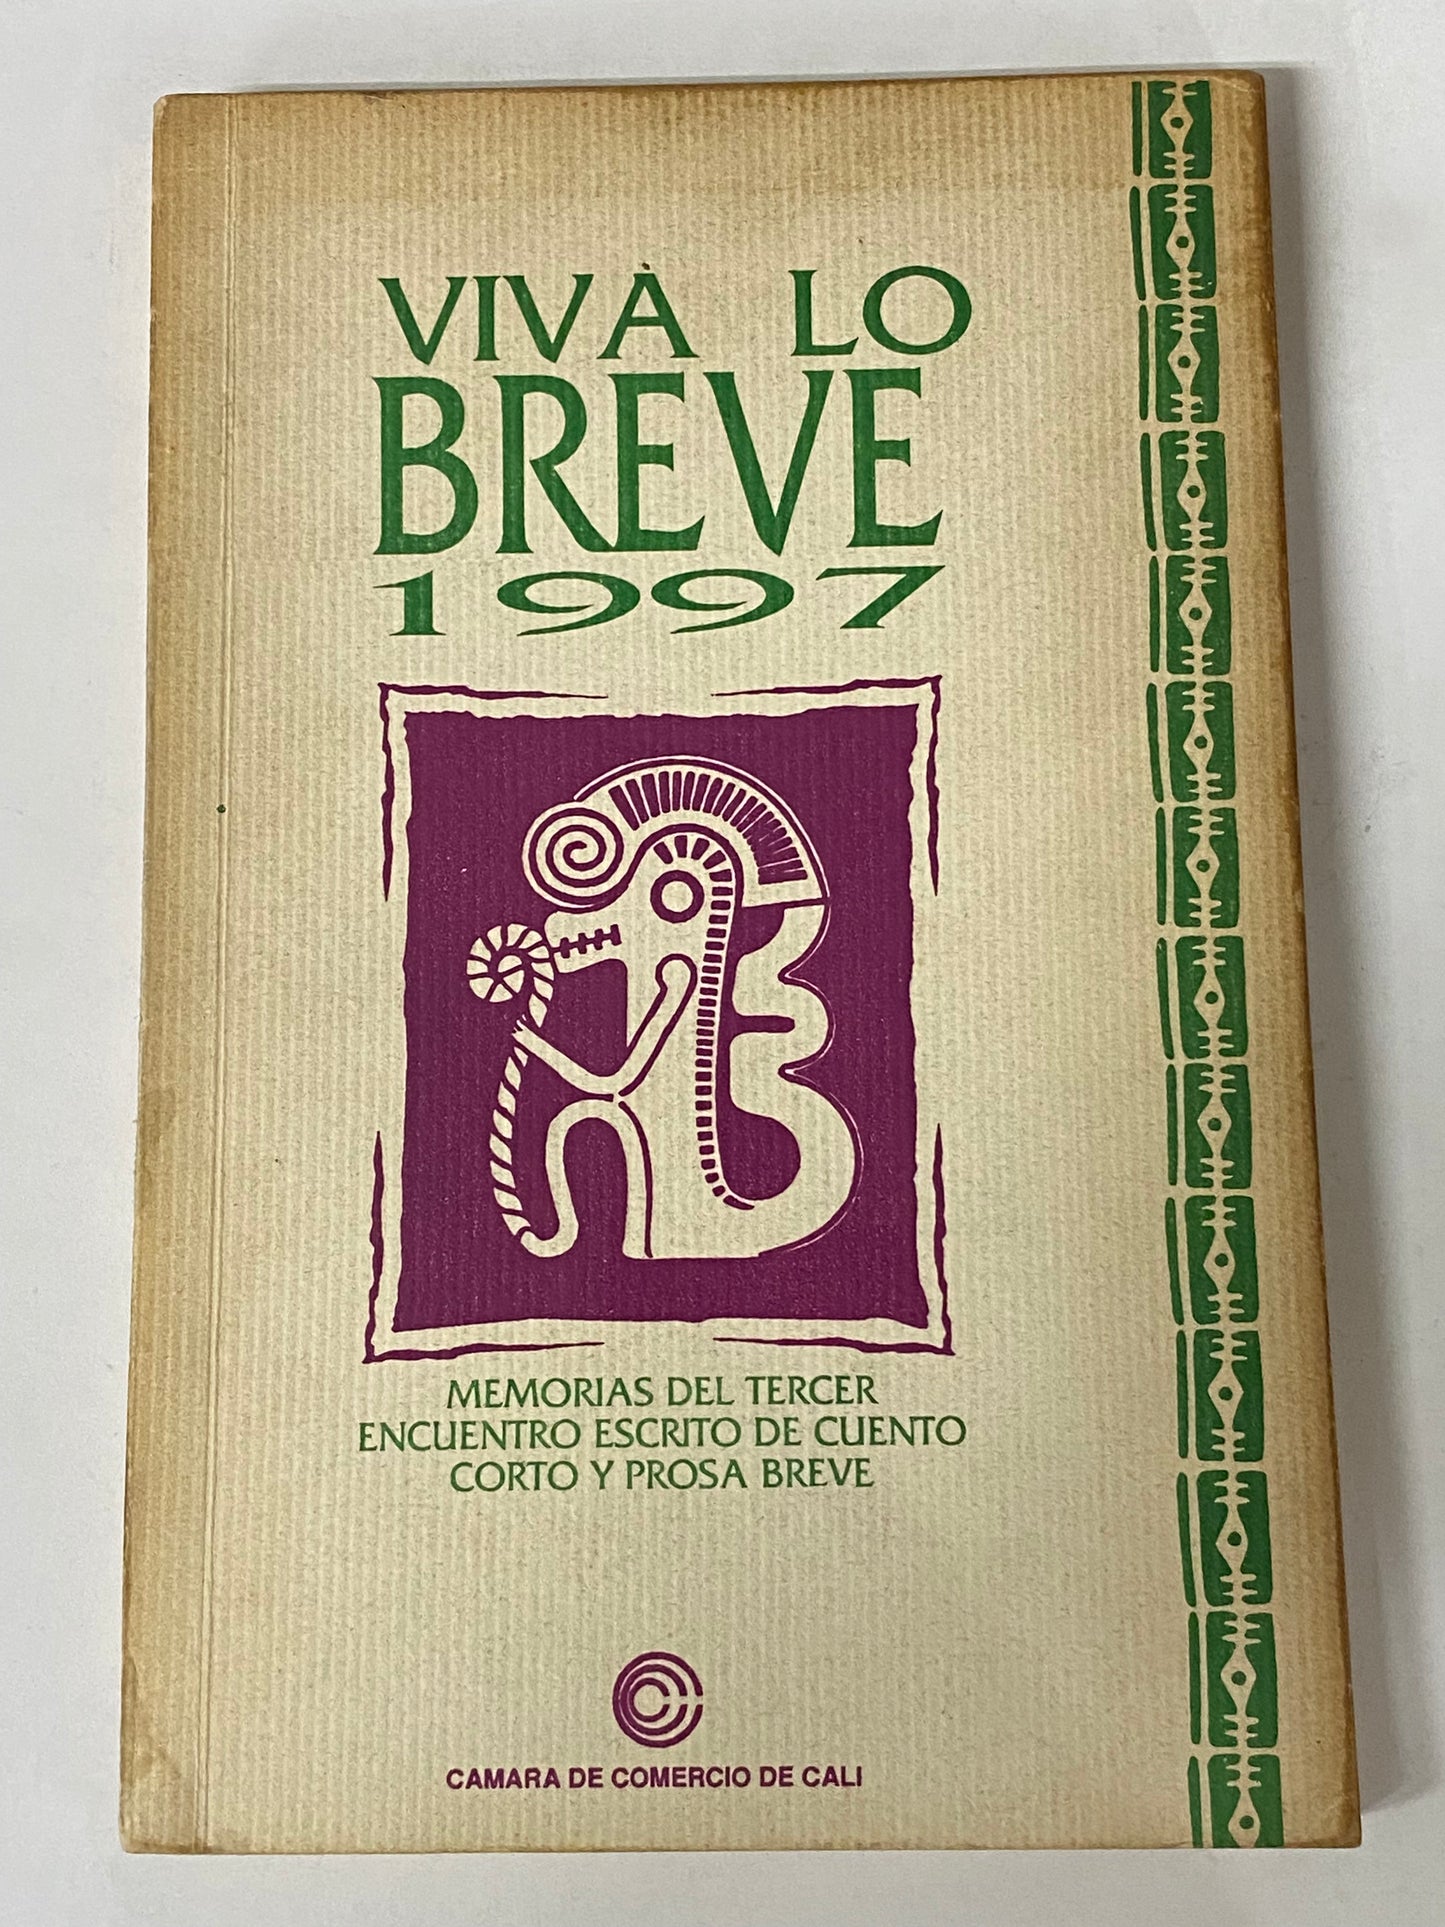 VIVA LO
BREVE
1997
MEMORIAS DEL TERCER
ENCUENTRO ESCRITO DE CUENTO
CORTO Y PROSA BREVE
CAMARA DE COMERCIO DE CALI